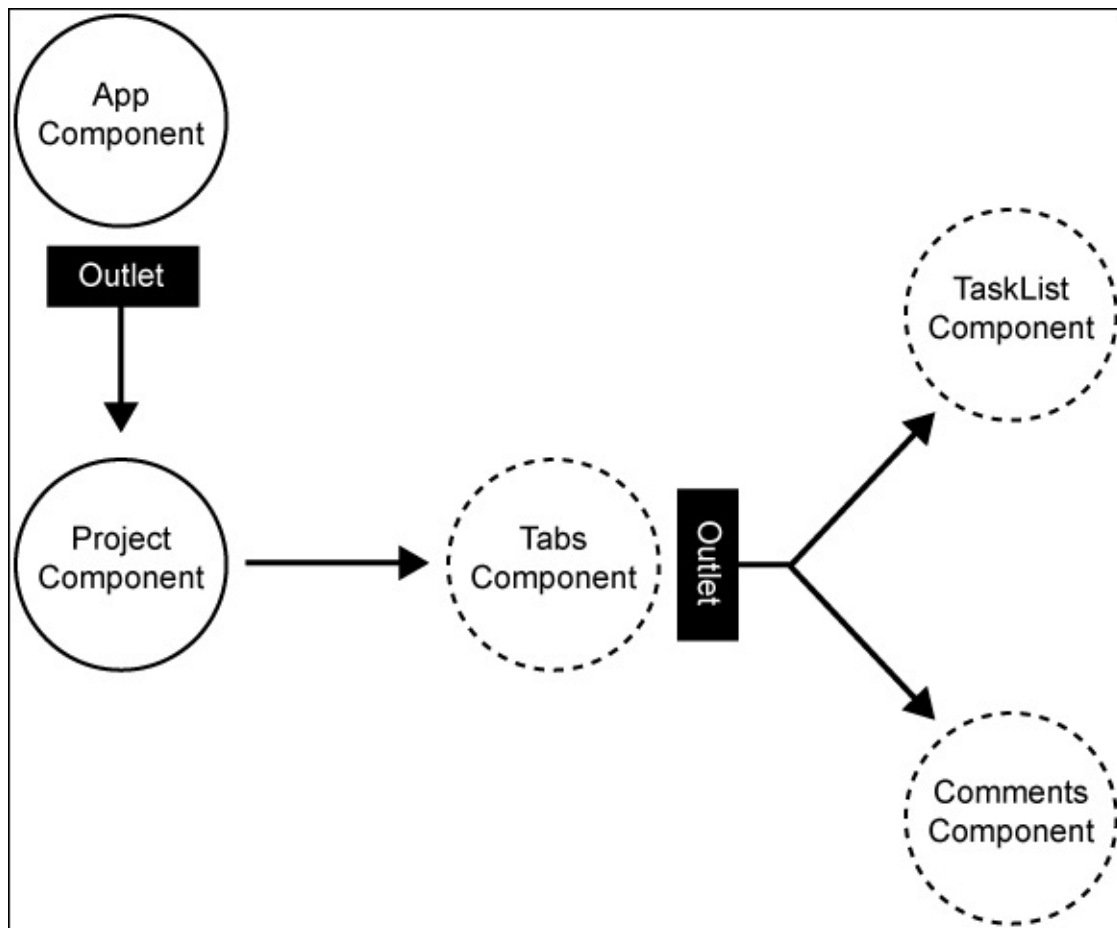 App
Component
Outlet
TaskList
Component
Project
Component
Tabs
Component
Outlet
Comments
Component